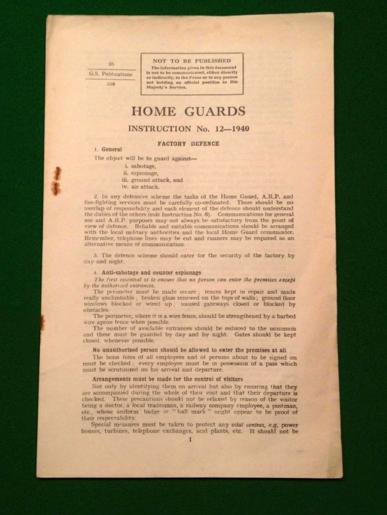 26
G.S. Publications
NOT TO BE PUBLISHED
The information given in this document
is not to be communicated, either directly
or indirectly, to the Press or to any person
not holding an official position in His
Majesty's Service.
HOME GUARDS
INSTRUCTION No. 12—1940
FACTORY DEFENCE
1. General
The object will be to guard against—
i. sabotage,
ii. espionage,
iii. ground attack, and
iv. air attack.
2. In any defensive scheme the tasks of the Home Guard, A.R.P. and
fire-fighting services must be carefully co-ordinated. There should be no
overlap of responsibility and each element of the defence should understand
the duties of the others (vide Instruction No. 6). Communications for general
use and A.R.P. purposes may not always be satisfactory from the point of
view of defence. Reliable and suitable communications should be arranged
with the local military authorities and the local Home Guard commander.
Remember, telephone lines may be cut and runners may be required as an
alternative means of communication.
3. The defence scheme should cater for the security of the factory by
day and night.
4. Anti-sabotage and counter espionage
The first essential is to ensure that no person can enter the premises except
by the authorised entrances.
The perimeter must be made secure; fences kept in repair and made
really unclimbable; broken glass renewed on the tops of walls; ground floor
windows blocked or wired up; unused gateways closed or blocked by
obstacles.
The perimeter, where it is a wire fence, should be strengthened by a barbed
wire apron fence when possible.
The number of available entrances should be reduced to the minimum
and these must be guarded by day and by night. Gates should be kept
closed whenever possible.
No unauthorised person should be allowed to enter the premises at all
The bona fides of all employees and of persons about to be signed on
must be checked; every employee must be in possession of a pass which
must be scrutinised on his arrival and departure.
Arrangements must be made for the control of visitors
Not only by identifying them on arrival but also by ensuring that they
are accompanied during the whole of their visit and that their departure is
checked. These precautions should not be relaxed by reason of the visitor
being a doctor, a local tradesman, a railway company employee, a postman,
etc., whose uniform badge or "hall mark" might appear to be proof of
their respectability.
Special measures must be taken to protect any vital centres, e.g. power
houses, turbines, telephone exchanges, acid plants, etc. It should not be
1